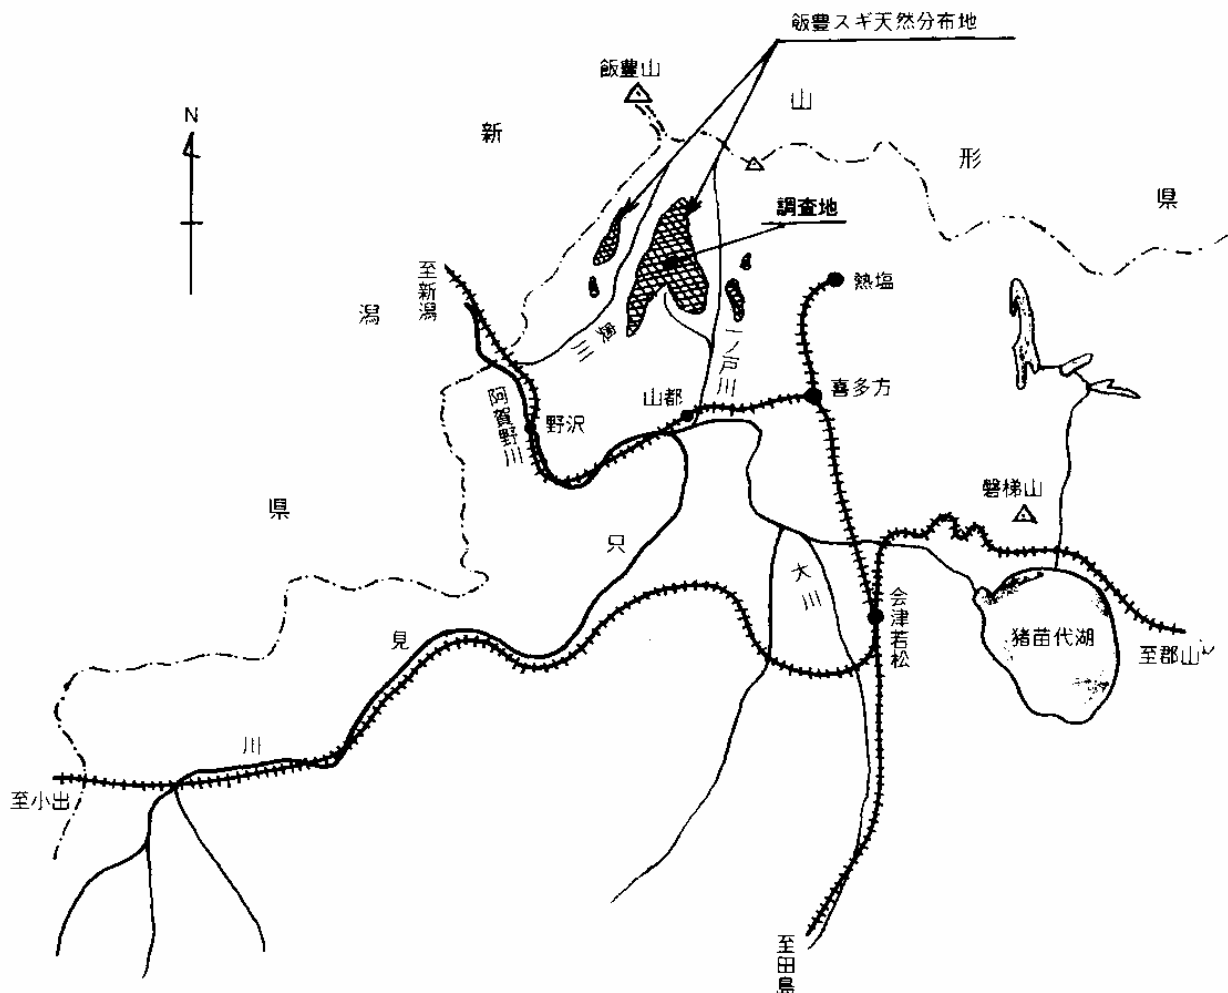 飯豊スギ天然分布地
飯豊山
N
新
山
形
県
調査地
至新潟
熱塩
潟
三
一ノ戸川
喜多方
山都
阿賀野川
野沢
磐梯山
県
只
大川
会津若松
猪苗代湖
見
至郡山
川
至小出
至田島